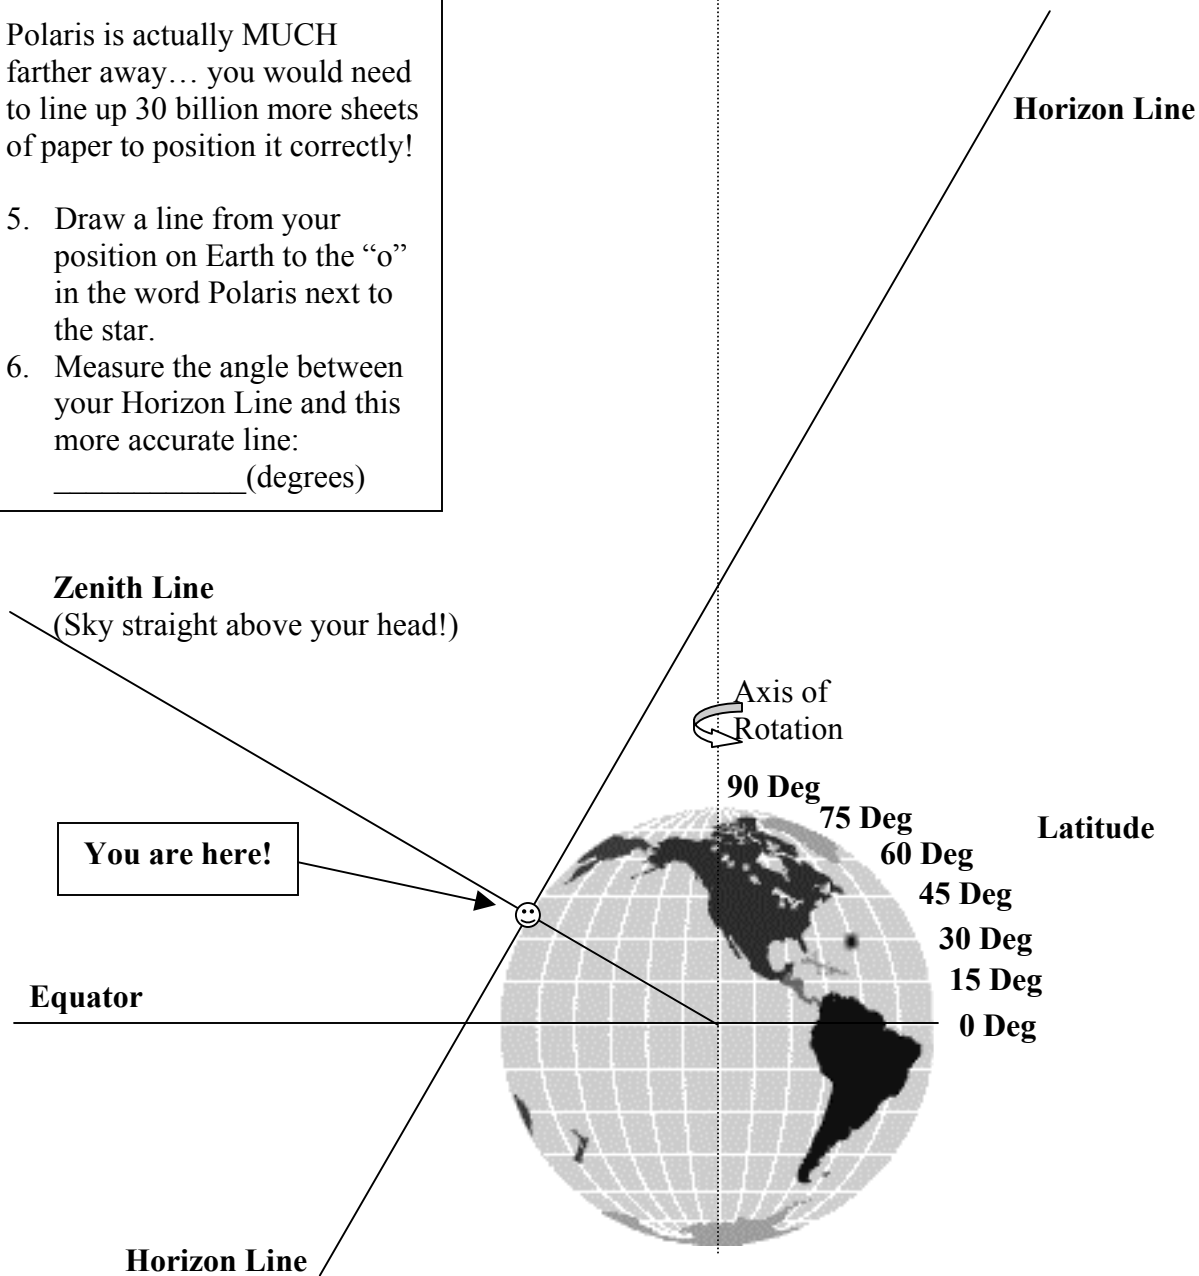 Polaris is actually MUCH
farther away… you would need
to line up 30 billion more sheets
of paper to position it correctly!
5. Draw a line from your
position on Earth to the “o”
in the word Polaris next to
the star.
6. Measure the angle between
your Horizon Line and this
more accurate line:
____________(degrees)
Horizon Line
Zenith Line
(Sky straight above your head!)
Axis of
Rotation
90 Deg
75 Deg
Latitude
60 Deg
You are here!
45 Deg
30 Deg
15 Deg
Equator
0 Deg
Horizon Line